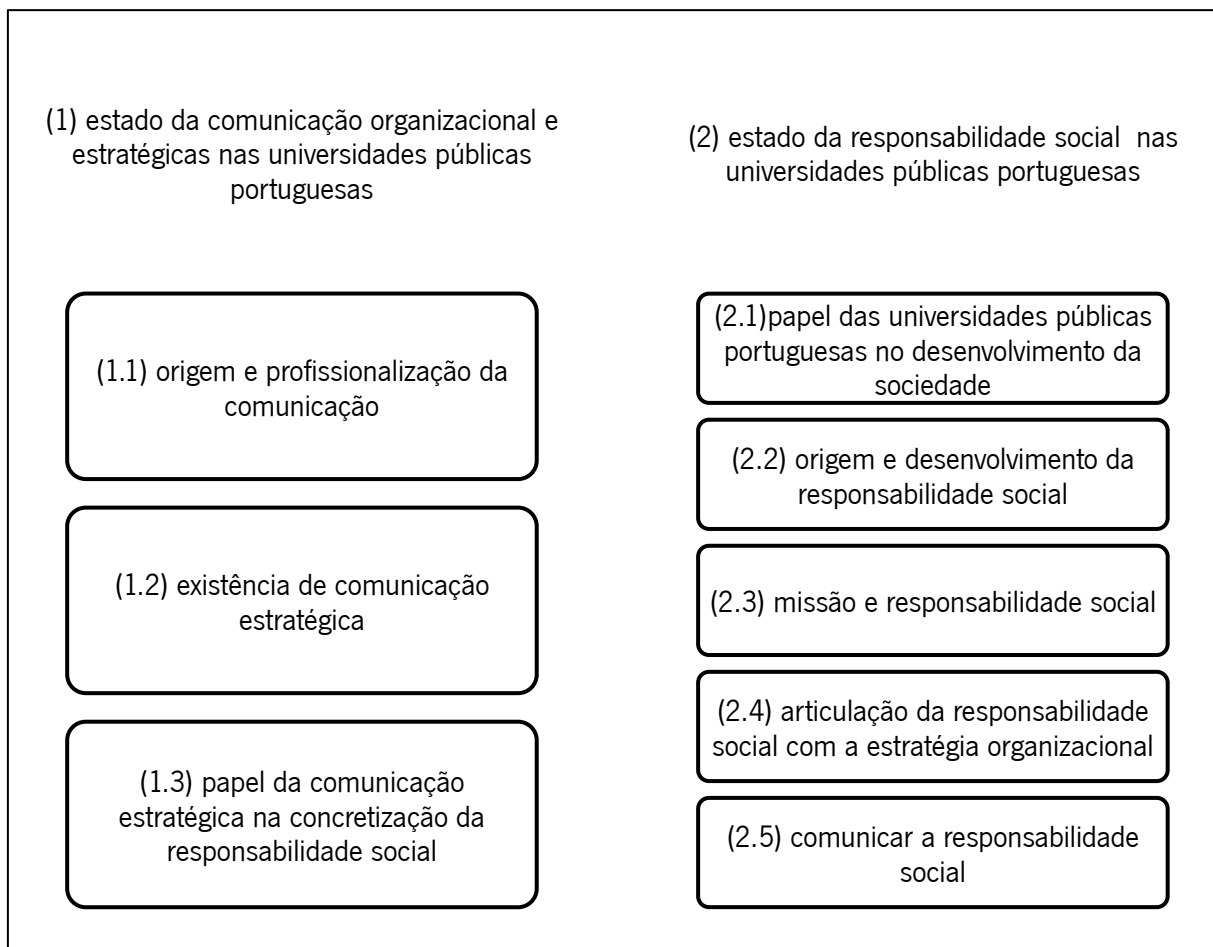 (1) estado da comunicação organizacional e
estratégicas nas universidades públicas
portuguesas
(1.1) origem e profissionalização da
comunicação
(1.2) existência de comunicação
estratégica
(1.3) papel da comunicação
estratégica na concretização da
responsabilidade social
(2) estado da responsabilidade social  nas
universidades públicas portuguesas
(2.1)papel das universidades públicas
portuguesas no desenvolvimento da
sociedade
(2.2) origem e desenvolvimento da
responsabilidade social
(2.3) missão e responsabilidade social
(2.4) articulação da responsabilidade
social com a estratégia organizacional
(2.5) comunicar a responsabilidade
social